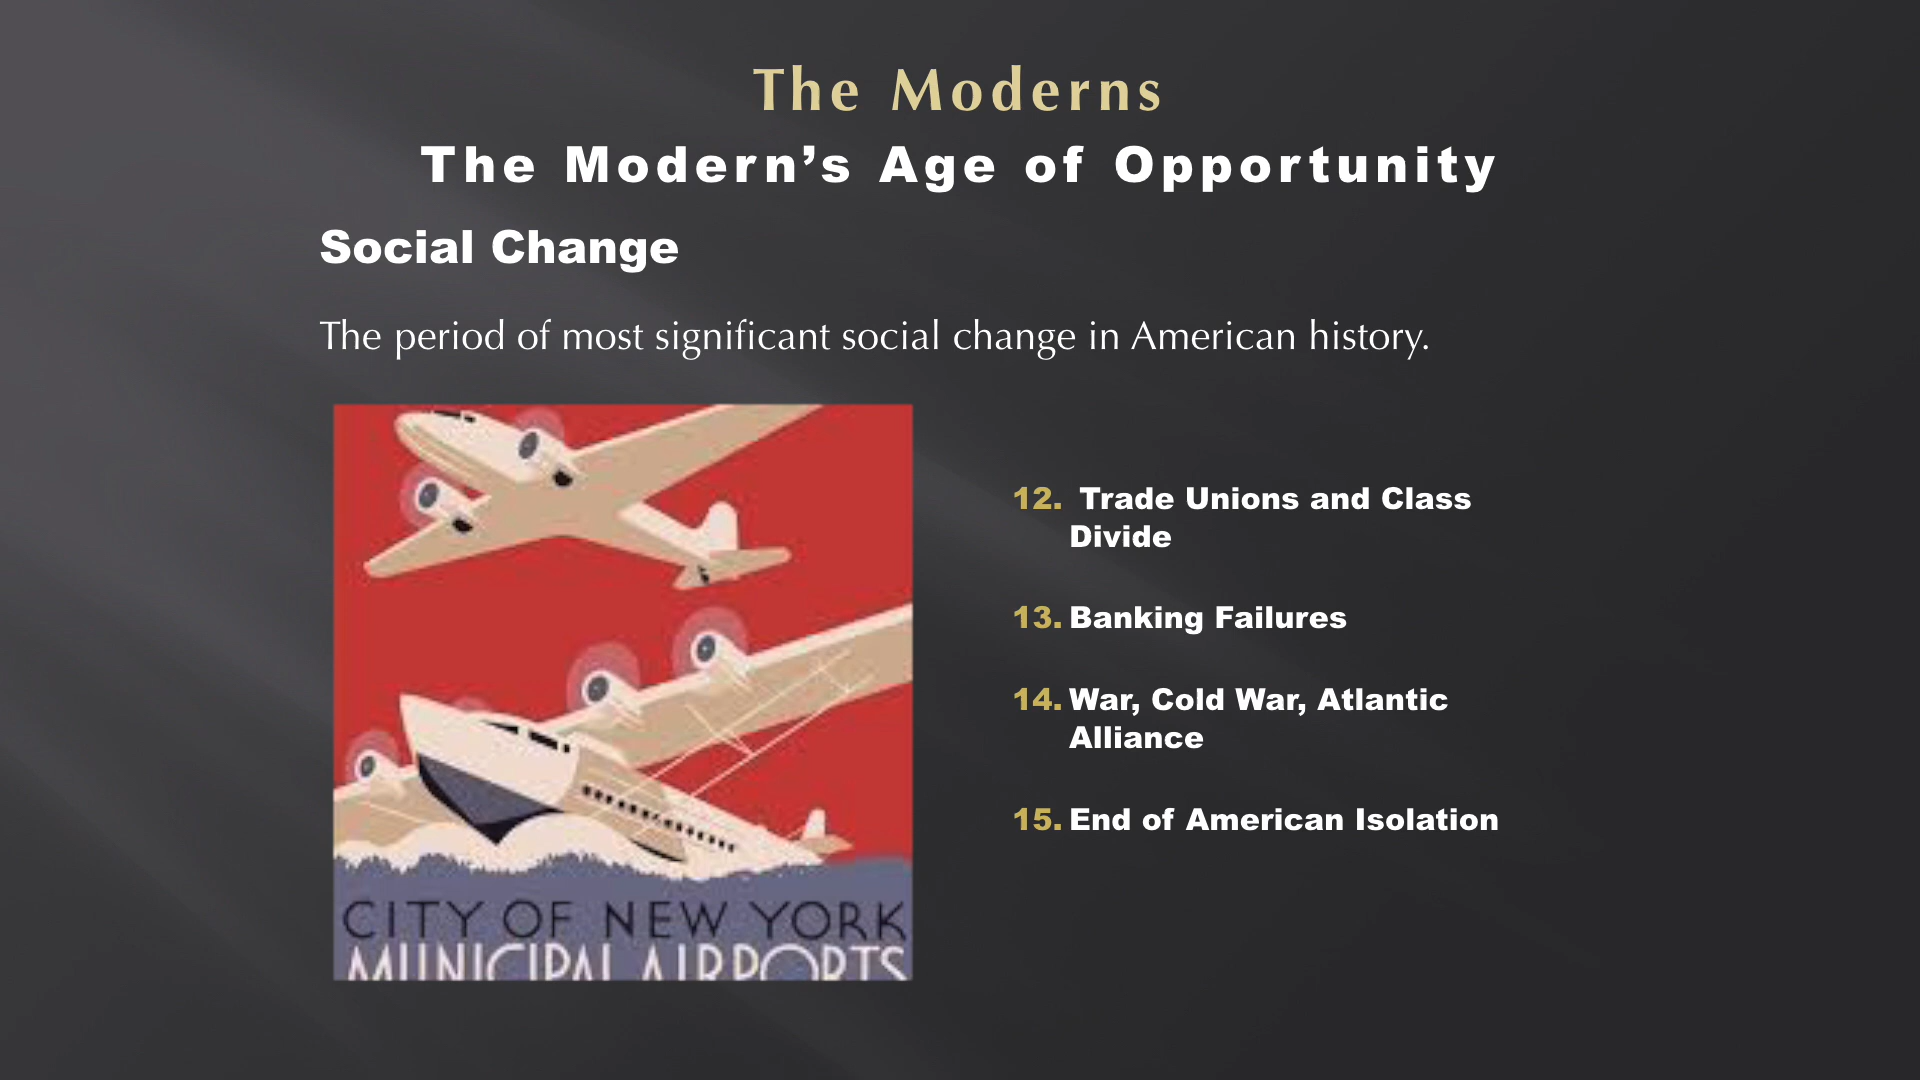 The Moderns
The Modern’s Age of Opportunity
Social Change
The period of most significant social change in American history.
12. Trade Unions and Class
Divide
13. Banking Failures
14. War, Cold War, Atlantic
Alliance
15. End of American Isolation
CITY OF NEW YORK
MUNICIPAL AIRPORTS